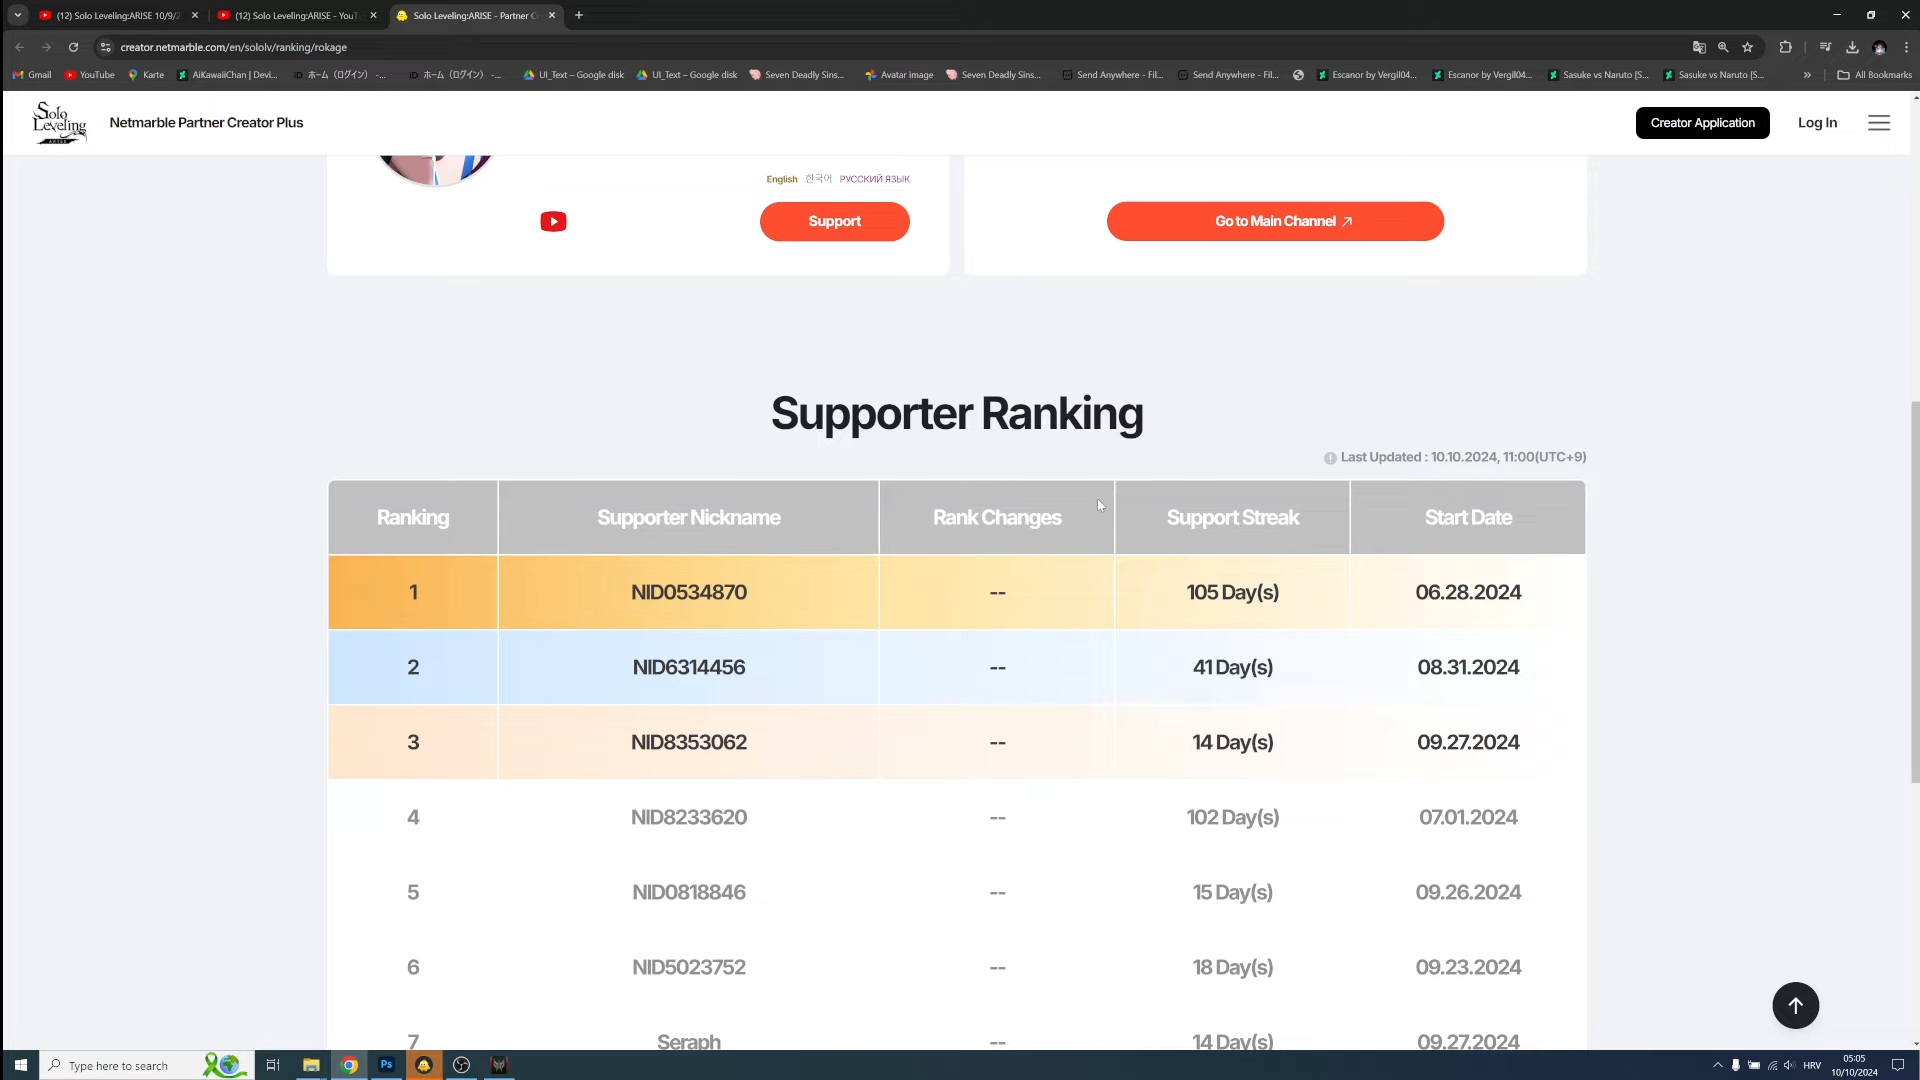 (12) Solo Leveling:ARISE 10/9/2
(12) Solo Leveling:ARISE - YouT
Solo Leveling:ARISE - Partner C
creator.netmarble.com/en/sololv/ranking/rokage
Gmail
YouTube
Karte
AiKawaiiChan | Devi...
ホーム（ログイン） -...
ホーム（ログイン） -...
UI_Text – Google disk
UI_Text – Google disk
Seven Deadly Sins...
Avatar image
Seven Deadly Sins...
Send Anywhere - Fil...
Send Anywhere - Fil...
Escanor by Vergil04...
Escanor by Vergil04...
Sasuke vs Naruto [S...
Sasuke vs Naruto [S...
»
All Bookmarks
Solo Leveling ARISE
Netmarble Partner Creator Plus
Creator Application
Log In
English 한국어 РУССКИЙ ЯЗЫК
Support
Go to Main Channel
Supporter Ranking
Last Updated : 10.10.2024, 11:00(UTC+9)
Ranking Supporter Nickname Rank Changes Support Streak Start Date
1 NID0534870 -- 105 Day(s) 06.28.2024
2 NID6314456 -- 41 Day(s) 08.31.2024
3 NID8353062 -- 14 Day(s) 09.27.2024
4 NID8233620 -- 102 Day(s) 07.01.2024
5 NID0818846 -- 15 Day(s) 09.26.2024
6 NID5023752 -- 18 Day(s) 09.23.2024
7 Seraph -- 14 Day(s) 09.27.2024
Type here to search
Ps
HRV
05:05
10/10/2024